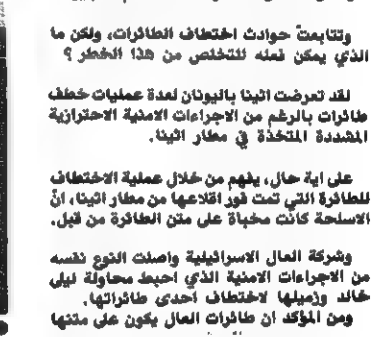 وتتابعت حوادث اختطاف الطائرات، ولكن ما
الذي يمكن فعله للتخلص من هذا الخطر ؟
لقد تعرضت اثينا باليونان لعدة عمليات خطف
طائرات بالرغم من الاجراءات الامنية الاحترازية
المشددة المتخذة في مطار اثينا.
على اية حال، يفهم من خلال عملية الاختطاف
للطائرة التي تمت فور اقلاعها من مطار اثينا، انّ
الاسلحة كانت مخبأة على متن الطائرة من قبل.
وشركة العال الاسرائيلية واصلت النوع نفسه
من الاجراءات الامنية الذي احبط محاولة ليلى
خالد وزميلها لاختطاف احدى طائراتها.
ومن المؤكد ان طائرات العال يكون على متنها